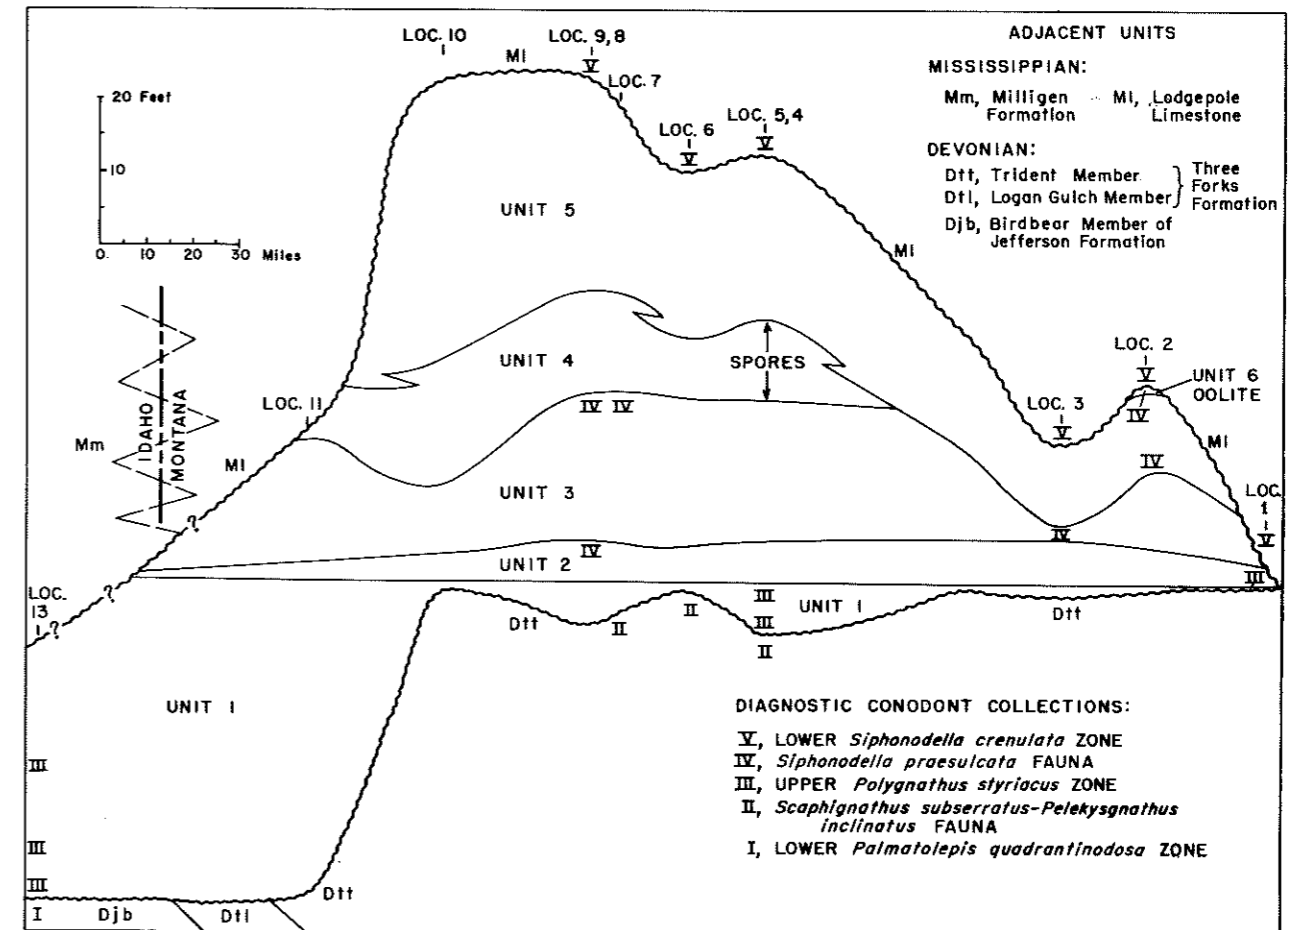 LOC. 10
LOC. 9,8
V
Ml
LOC. 7
LOC. 6
V
LOC. 5,4
V
ADJACENT UNITS
MISSISSIPPIAN:
Mm, Milligen Formation
Ml, Lodgepole Limestone
DEVONIAN:
Dtt, Trident Member
Dtl, Logan Gulch Member
Three Forks Formation
Djb, Birdbear Member of
Jefferson Formation
20 Feet
10
0 10 20 30 Miles
UNIT 5
Ml
UNIT 4
SPORES
LOC. 2
V
UNIT 6
OOLITE
IV
LOC. 11
IV IV
LOC. 3
V
Ml
IDAHO
MONTANA
Mm
Ml
IV
UNIT 3
LOC.
1
V
?
IV
IV
UNIT 2
III
?
LOC.
13
?
Dtt
II
II
III
III
II
UNIT 1
Dtt
UNIT 1
III
III
III
I
Djb
Dtl
Dtt
DIAGNOSTIC CONODONT COLLECTIONS:
V, LOWER Siphonodella crenulata ZONE
IV, Siphonodella praesulcata FAUNA
III, UPPER Polygnathus styriacus ZONE
II, Scaphignathus subserratus-Pelekysgnathus
inclinatus FAUNA
I, LOWER Palmatolepis quadrantinodosa ZONE